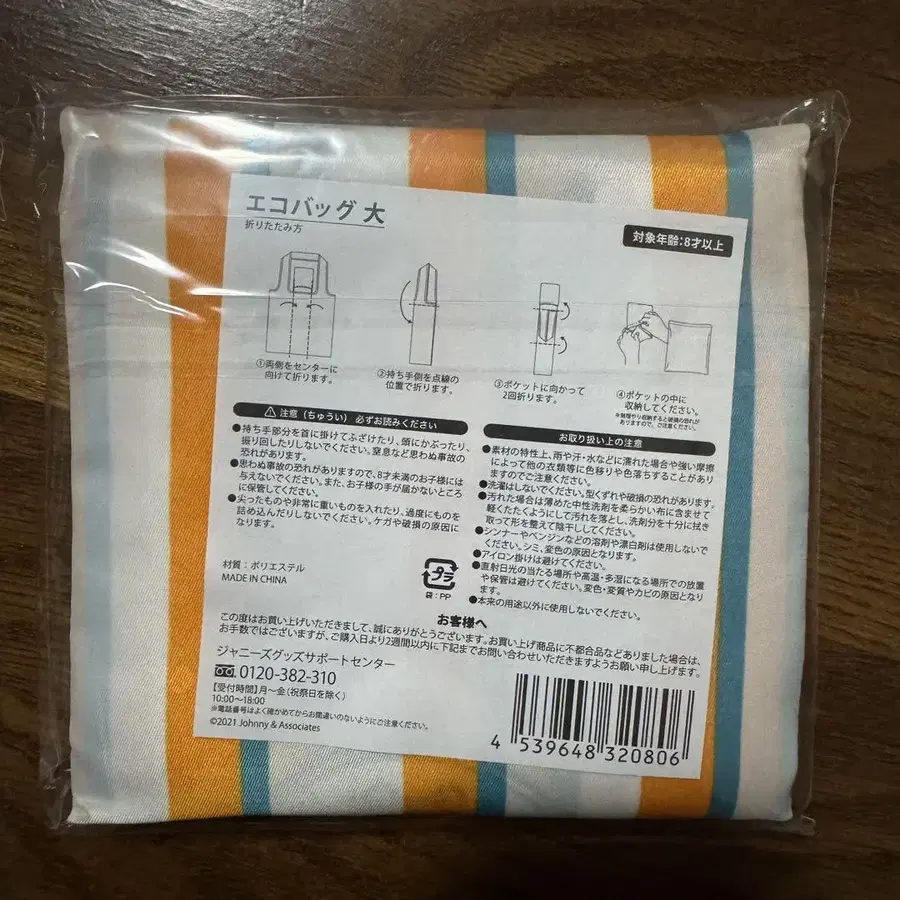 エコバッグ 大
折りたたみ方
対象年齢:8才以上
①両側をセンターに
向けて折ります。
②持ち手側を点線の
位置で折ります。
③ポケットに向かって
2回折ります。
④ポケットの中に
収納してください。
※無理やり収納すると破損の恐れが
ありますので、ご注意ください。
⚠ 注意(ちゅうい) 必ずお読みください
●持ち手部分を首に掛けてふざけたり、頭にかぶったり、
振り回したりしないでください。窒息など思わぬ事故の
恐れがあります。
●思わぬ事故の恐れがありますので、8才未満のお子様には
与えないでください。また、お子様の手が届かないところ
に保管してください。
●尖ったものや非常に重いものを入れたり、過度にものを
詰め込んだりしないでください。ケガや破損の原因に
なります。
お取り扱い上の注意
●素材の特性上、雨や汗・水などに濡れた場合や強い摩擦
によって他の衣類等に色移りや色落ちすることがあり
ますのでご注意ください。
●洗濯はしないでください。型くずれや破損の恐れがあります。
●汚れた場合は薄めた中性洗剤を柔らかい布に含ませて
軽くたたくようにして汚れを落とし、洗剤分を十分に拭き
取って形を整えて陰干ししてください。
●シンナーやベンジンなどの溶剤や漂白剤は使用しないで
ください。シミ、変色の原因となります。
●アイロン掛けは避けてください。
●直射日光の当たる場所や高温・多湿になる場所での放置
や保管は避けてください。変色・変質やカビの原因となり
ます。
●本来の用途以外に使用しないでください。
材質:ポリエステル
MADE IN CHINA
プラ
袋:PP
お客様へ
この度はお買い上げいただきまして、誠にありがとうございます。お買い上げ商品に不都合品などありました場合は、
お手数ではございますが、ご購入日より2週間以内に下記までお問い合わせいただきますようお願い申し上げます。
ジャニーズグッズサポートセンター
0120-382-310
【受付時間】月～金(祝祭日を除く)
10:00～18:00
※電話番号はよく確かめてからお間違いのないようにご注意ください。
©2021 Johnny & Associates
4 539648 320806